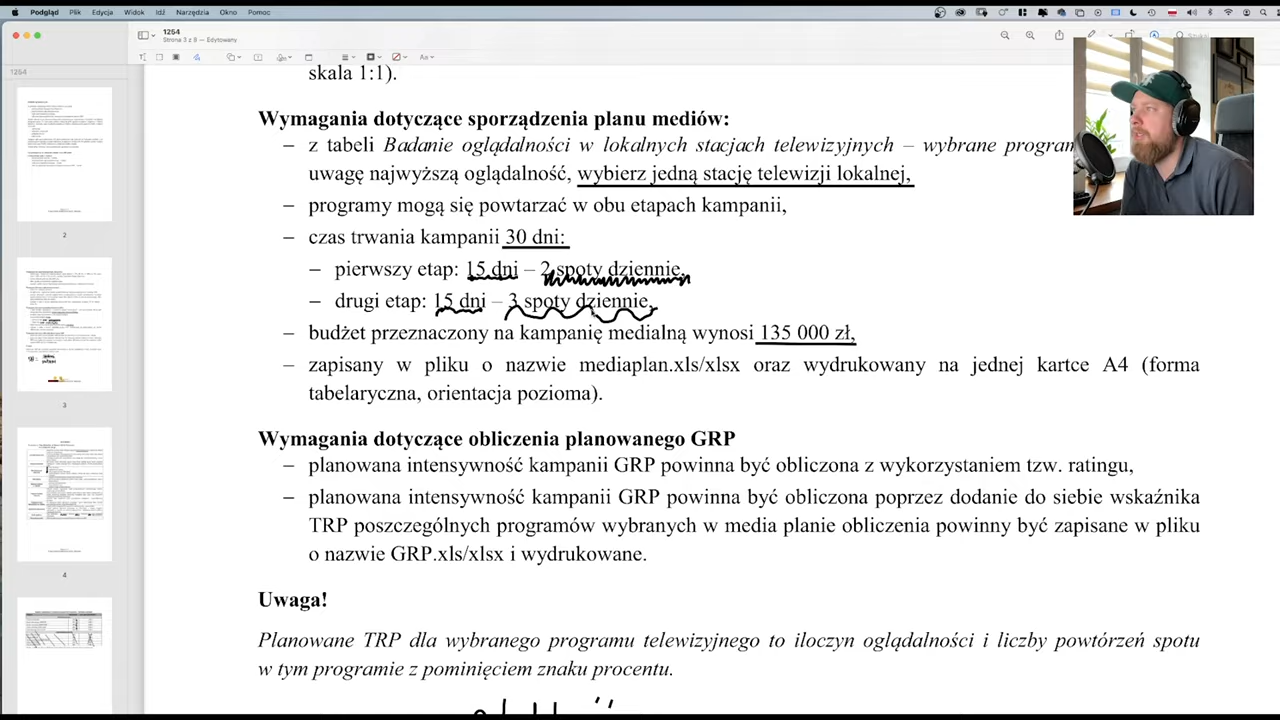 Podgląd Plik Edycja Widok Idź Narzędzia Okno Pomoc
1254
Strona 3 z 8 – Edytowany
Szukaj
1254
skala 1:1).
Wymagania dotyczące sporządzenia planu mediów:
– z tabeli Badanie oglądalności w lokalnych stacjach telewizyjnych – wybrane
uwagę najwyższą oglądalność, wybierz jedną stację telewizji lokalnej,
– programy mogą się powtarzać w obu etapach kampanii,
– czas trwania kampanii 30 dni:
– pierwszy etap: 15 dni – 2 spoty dziennie,
– drugi etap: 15 dni – 3 spoty dziennie,
– budżet przeznaczony na kampanię medialną wynosi 135 000 zł,
– zapisany w pliku o nazwie mediaplan.xls/xlsx oraz wydrukowany na jednej kartce A4 (forma
tabelaryczna, orientacja pozioma).
Wymagania dotyczące obliczenia planowanego GRP
– planowana intensywność kampanii GRP powinna być obliczona z wykorzystaniem tzw. ratingu,
– planowana intensywność kampanii GRP powinna być obliczona poprzez dodanie do siebie wskaźnika
TRP poszczególnych programów wybranych w media planie obliczenia powinny być zapisane w pliku
o nazwie GRP.xls/xlsx i wydrukowane.
Uwaga!
Planowane TRP dla wybranego programu telewizyjnego to iloczyn oglądalności i liczby powtórzeń spotu
w tym programie z pominięciem znaku procentu.
2
3
4